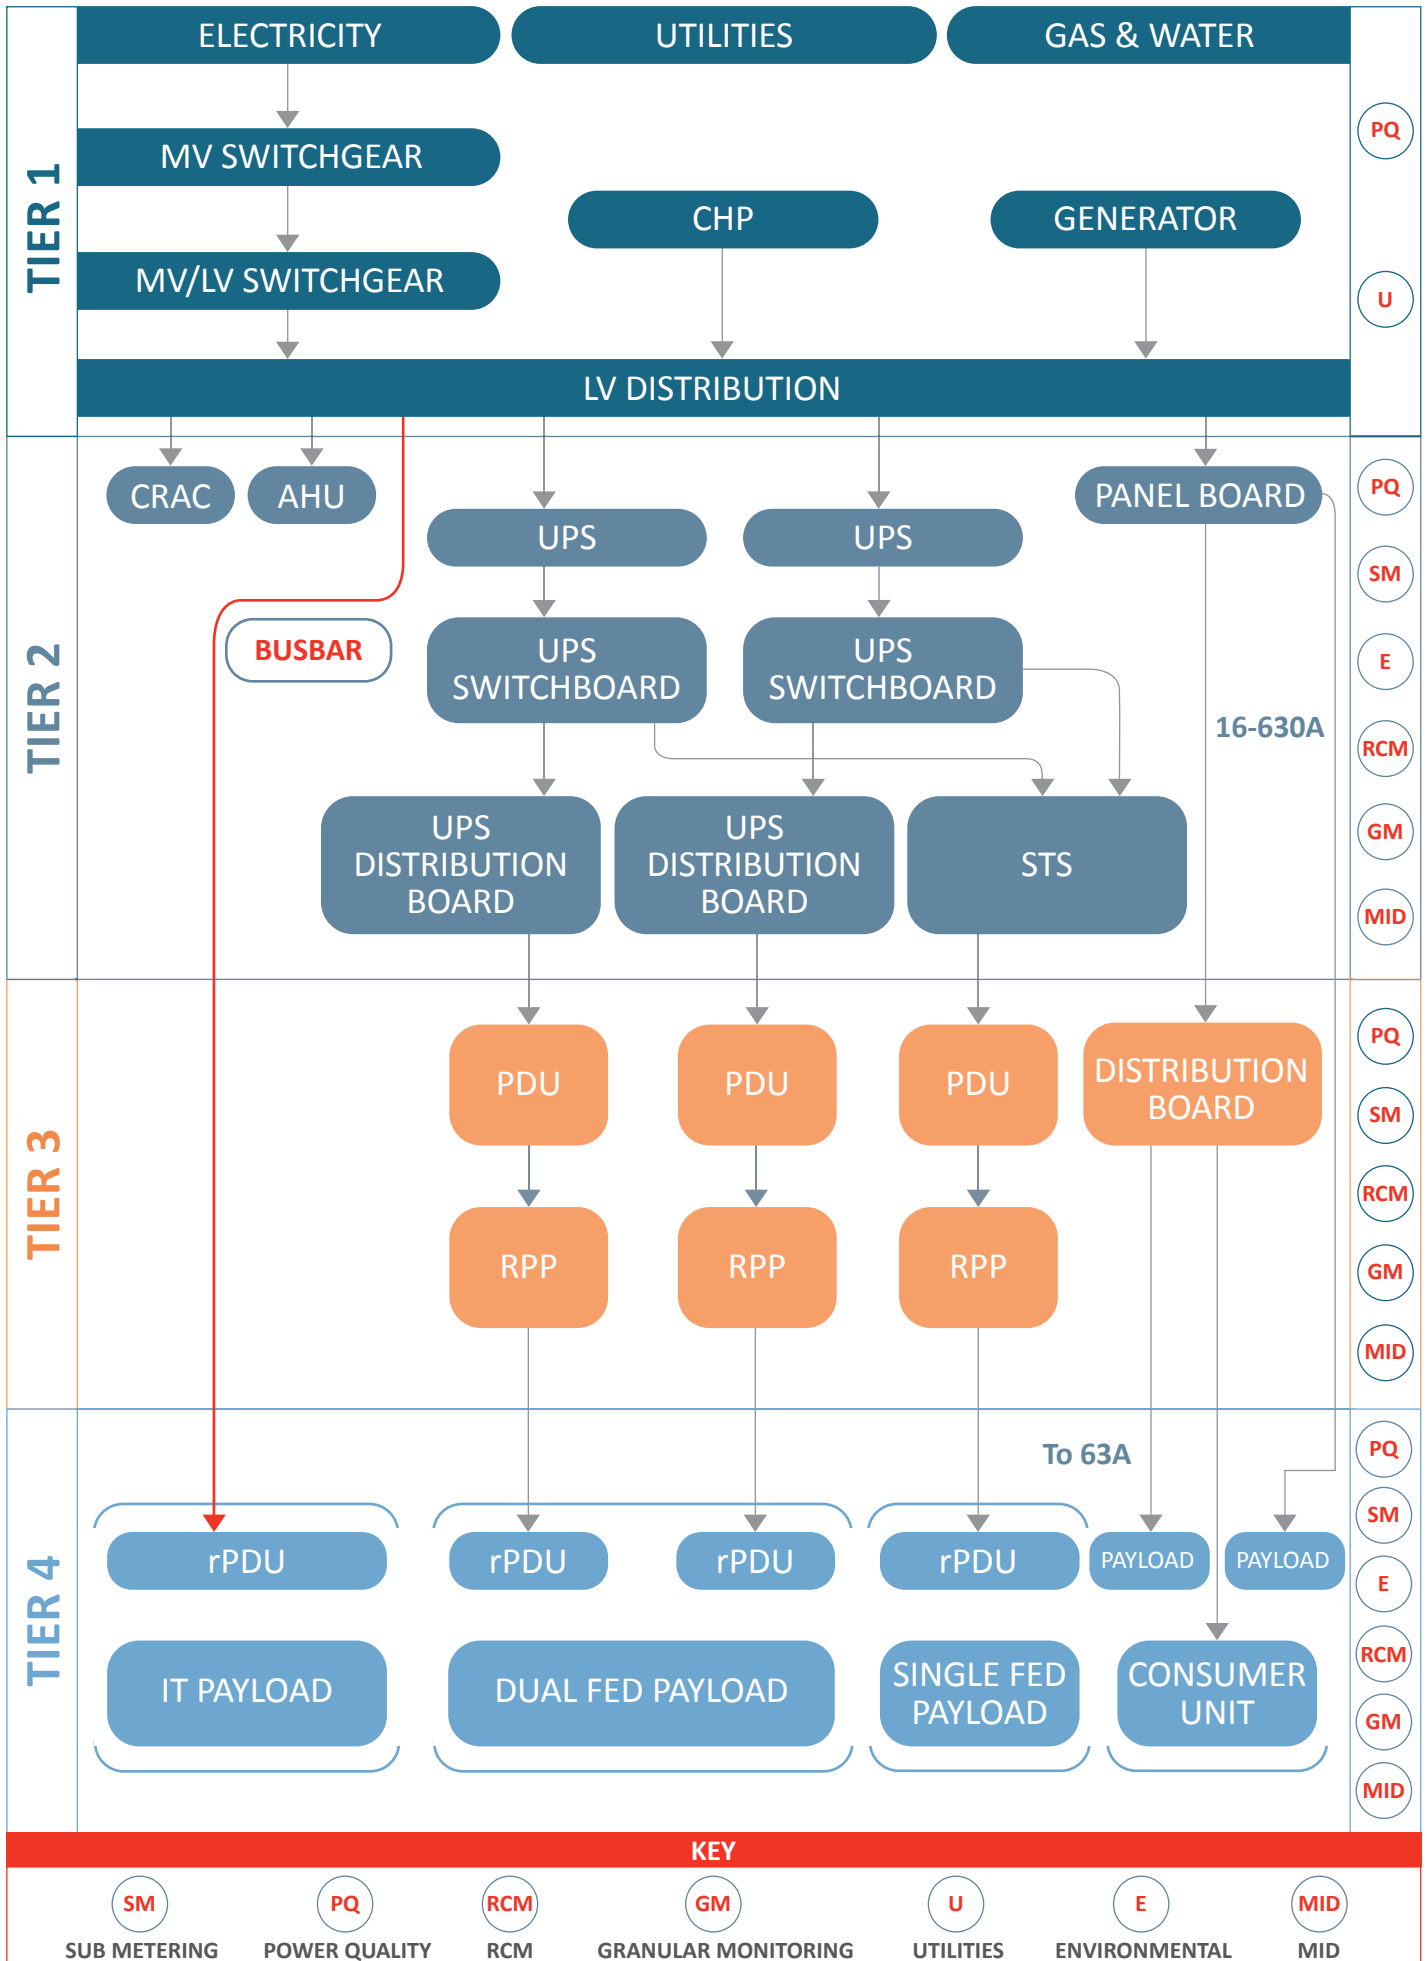 ELECTRICITY
UTILITIES
GAS & WATER
TIER 1
MV SWITCHGEAR
PQ
CHP
GENERATOR
MV/LV SWITCHGEAR
U
LV DISTRIBUTION
TIER 2
CRAC
AHU
PANEL BOARD
PQ
UPS
UPS
SM
BUSBAR
UPS
SWITCHBOARD
UPS
SWITCHBOARD
E
16-630A
RCM
UPS
DISTRIBUTION
BOARD
UPS
DISTRIBUTION
BOARD
STS
GM
MID
TIER 3
PDU
PDU
PDU
DISTRIBUTION
BOARD
PQ
SM
RCM
RPP
RPP
RPP
GM
MID
TIER 4
To 63A
PQ
SM
rPDU
rPDU
rPDU
rPDU
PAYLOAD
PAYLOAD
E
RCM
IT PAYLOAD
DUAL FED PAYLOAD
SINGLE FED
PAYLOAD
CONSUMER
UNIT
GM
MID
KEY
SM
PQ
RCM
GM
U
E
MID
SUB METERING
POWER QUALITY
RCM
GRANULAR MONITORING
UTILITIES
ENVIRONMENTAL
MID